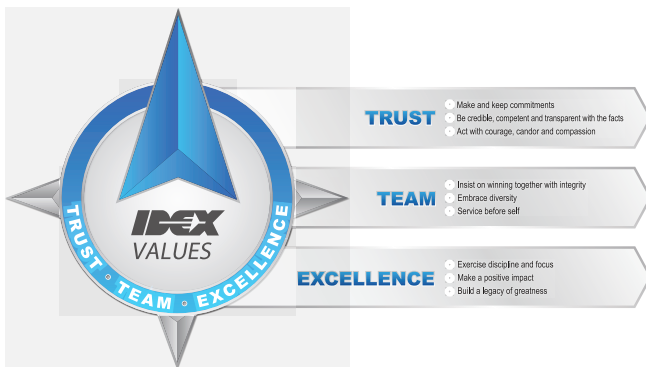 IDEX
VALUES
TRUST • TEAM • EXCELLENCE
TRUST
Make and keep commitments
Be credible, competent and transparent with the facts
Act with courage, candor and compassion
TEAM
Insist on winning together with integrity
Embrace diversity
Service before self
EXCELLENCE
Exercise discipline and focus
Make a positive impact
Build a legacy of greatness